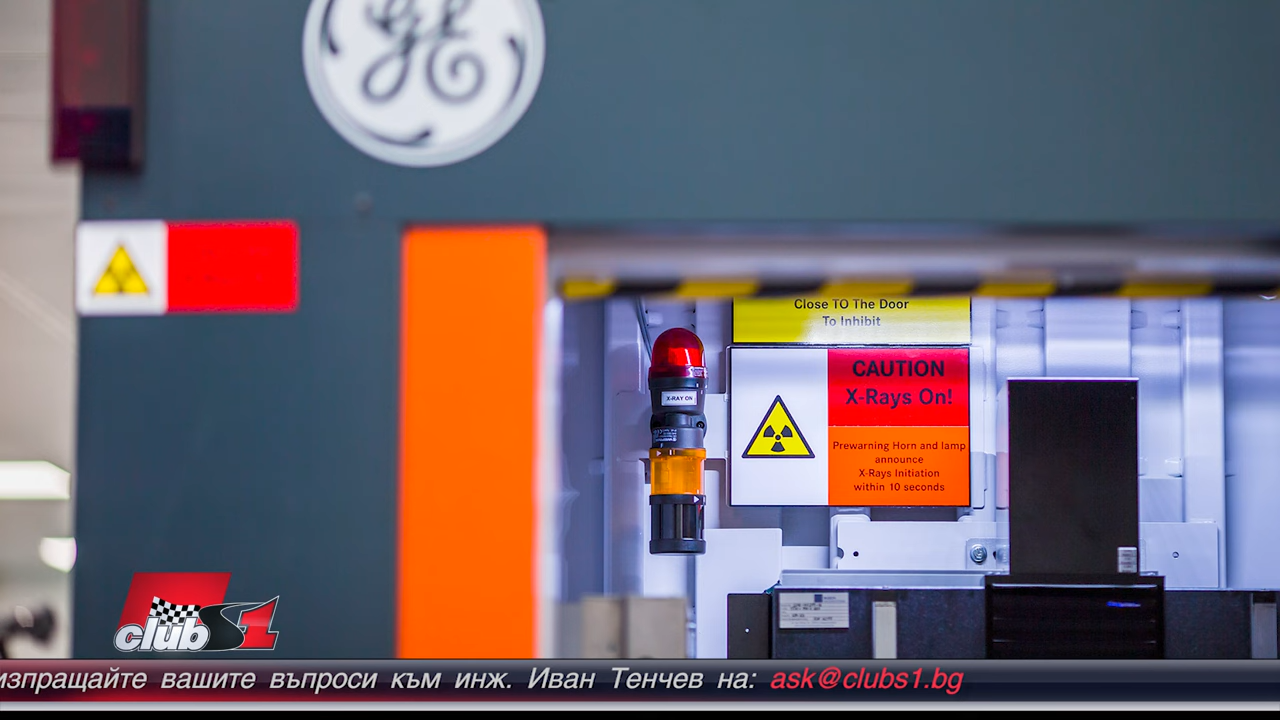 GE
Close TO The Door
To Inhibit
CAUTION
X-Rays On!
X-RAY ON
Prewarning Horn and lamp
announce
X-Rays Initiation
within 10 seconds
club S1
изпращайте вашите въпроси към инж. Иван Тенчев на: ask@clubs1.bg